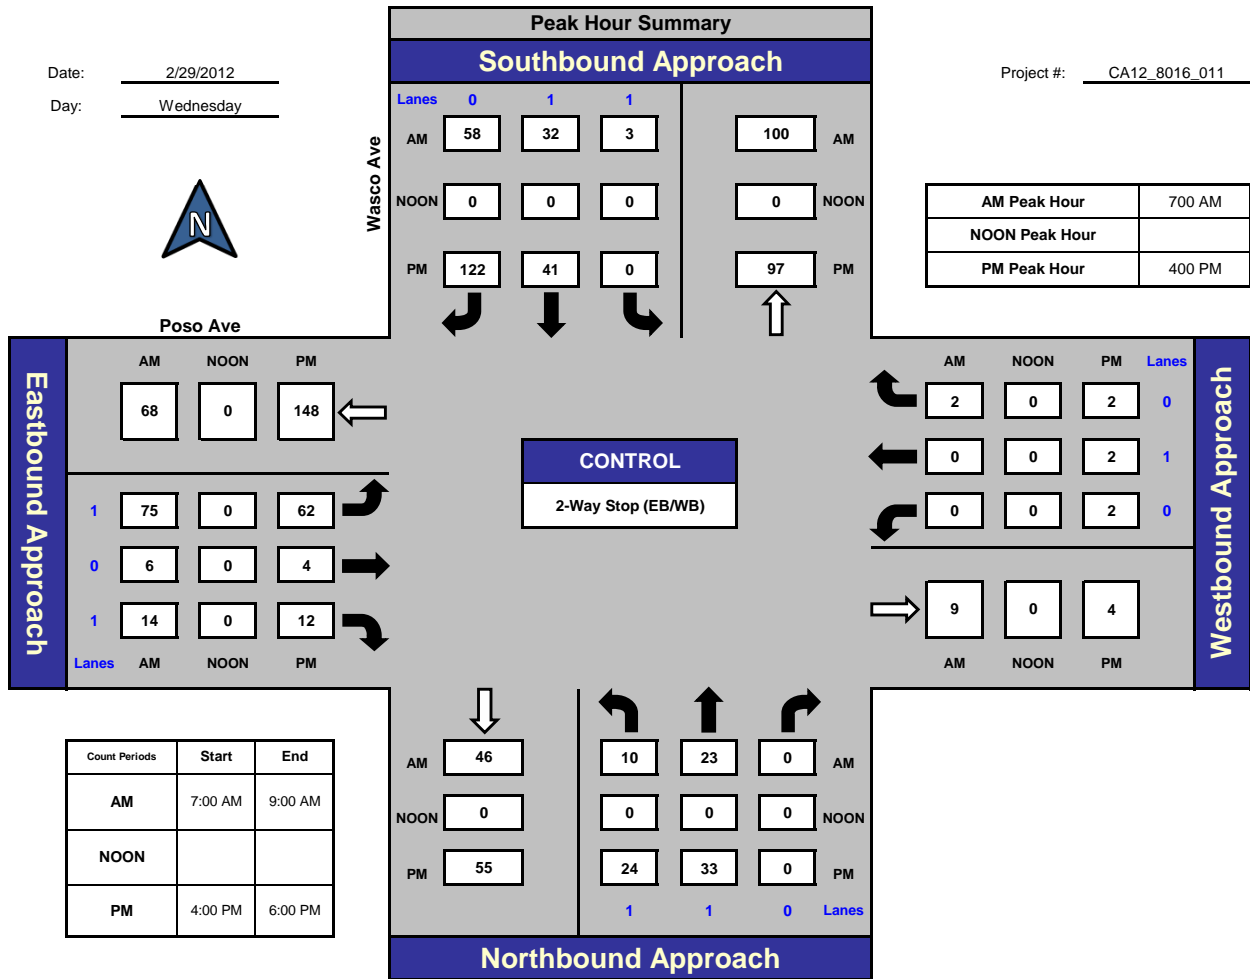 Peak Hour Summary
Southbound Approach
Date: 2/29/2012
Project #: CA12_8016_011
Day: Wednesday
Lanes 0 1 1
AM 58 32 3 100 AM
Wasco Ave
NOON 0 0 0 0 NOON
PM 122 41 0 97 PM
N
AM Peak Hour 700 AM
NOON Peak Hour
PM Peak Hour 400 PM
Poso Ave
Eastbound Approach
AM NOON PM
68 0 148
1 75 0 62
0 6 0 4
1 14 0 12
Lanes AM NOON PM
CONTROL
2-Way Stop (EB/WB)
AM NOON PM Lanes
2 0 2 0
0 0 2 1
0 0 2 0
9 0 4
AM NOON PM
Westbound Approach
Count Periods Start End
AM 7:00 AM 9:00 AM
NOON
PM 4:00 PM 6:00 PM
AM 46 10 23 0 AM
NOON 0 0 0 0 NOON
PM 55 24 33 0 PM
1 1 0 Lanes
Northbound Approach